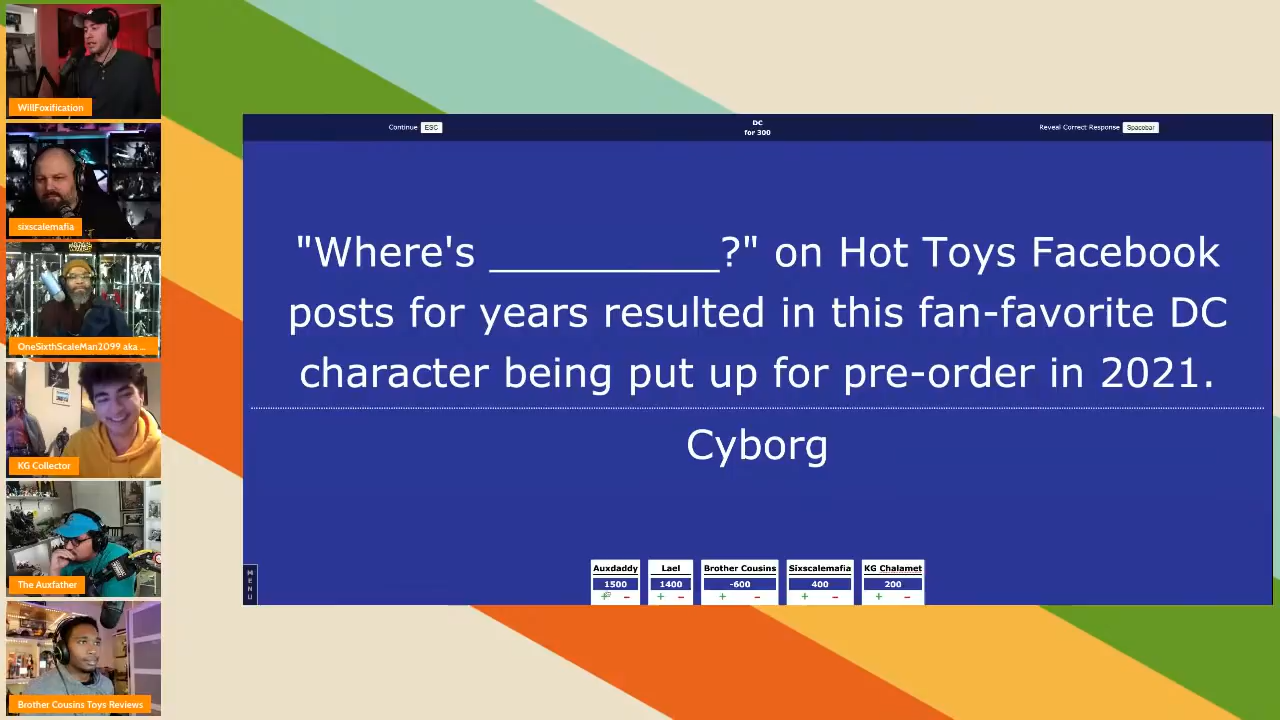 WillFoxification
sixscalemafia
OneSixthScaleMan2099 aka ...
KG Collector
The Auxfather
Brother Cousins Toys Reviews
Continue ESC
DC
for 300
Reveal Correct Response Spacebar
"Where's __________?" on Hot Toys Facebook
posts for years resulted in this fan-favorite DC
character being put up for pre-order in 2021.
Cyborg
MENU
Auxdaddy Lael Brother Cousins Sixscalemafia KG Chalamet
1500 1400 -600 400 200
+ - + - + - + - + -